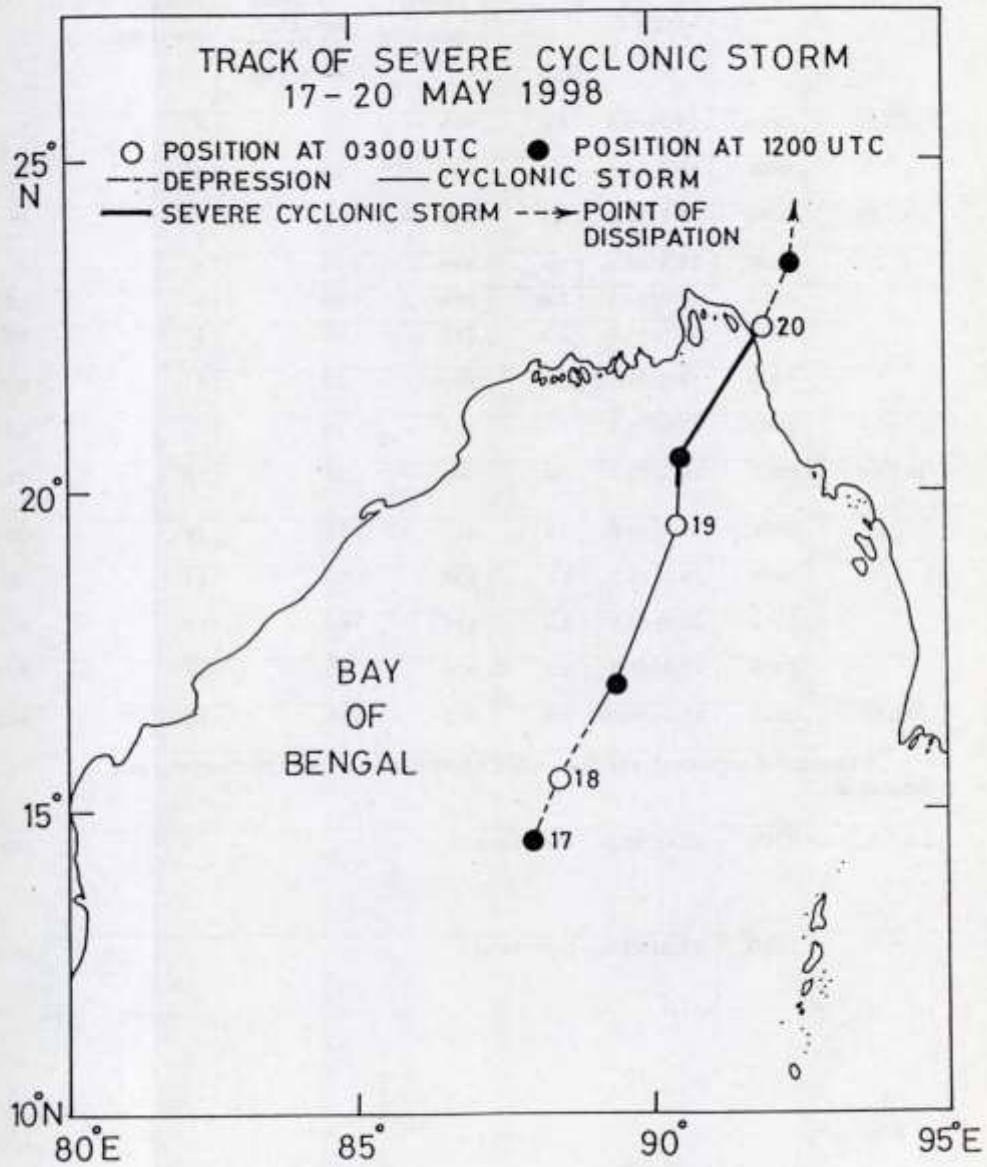 TRACK OF SEVERE CYCLONIC STORM
17-20 MAY 1998
○ POSITION AT 0300 UTC ● POSITION AT 1200 UTC
DEPRESSION CYCLONIC STORM
SEVERE CYCLONIC STORM POINT OF
DISSIPATION
25°
N
20
20°
19
BAY
OF
BENGAL
18
15°
17
10°N
80°E 85° 90° 95°E